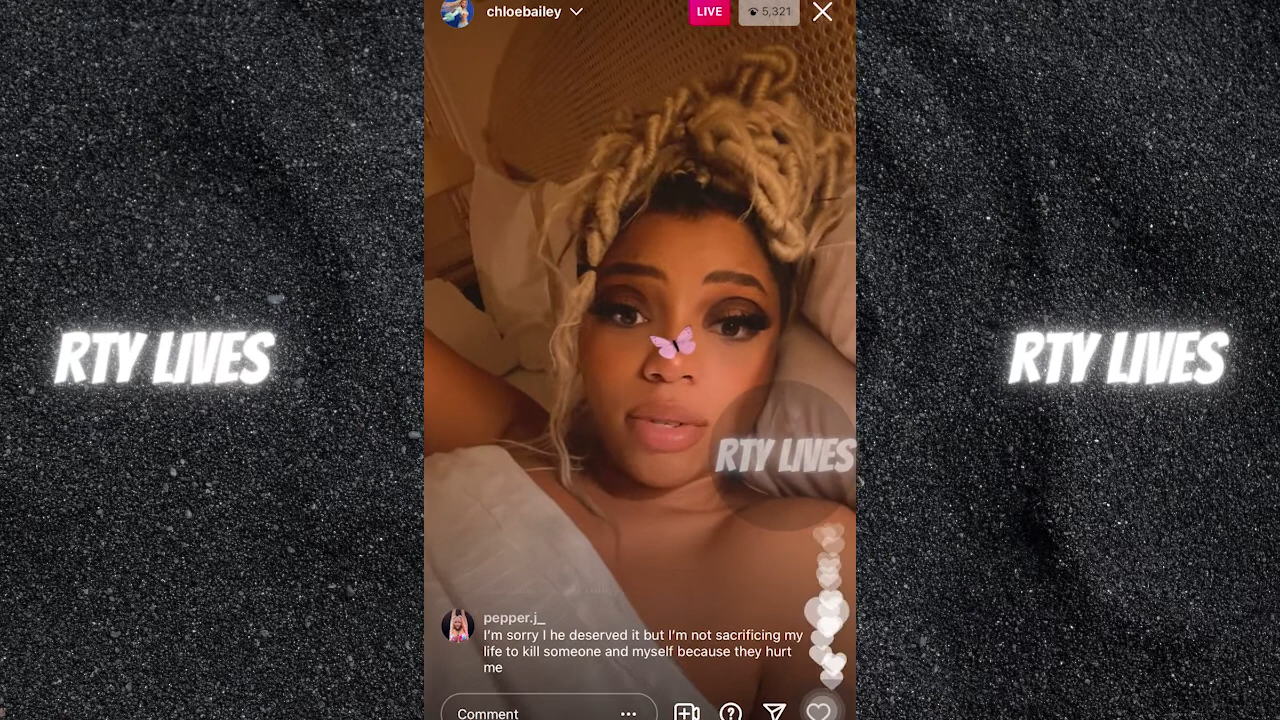 chloebailey
LIVE
5,321
RTY LIVES
RTY LIVES
RTY LIVES
pepper.j_
I'm sorry I he deserved it but I'm not sacrificing my
life to kill someone and myself because they hurt
me
Comment